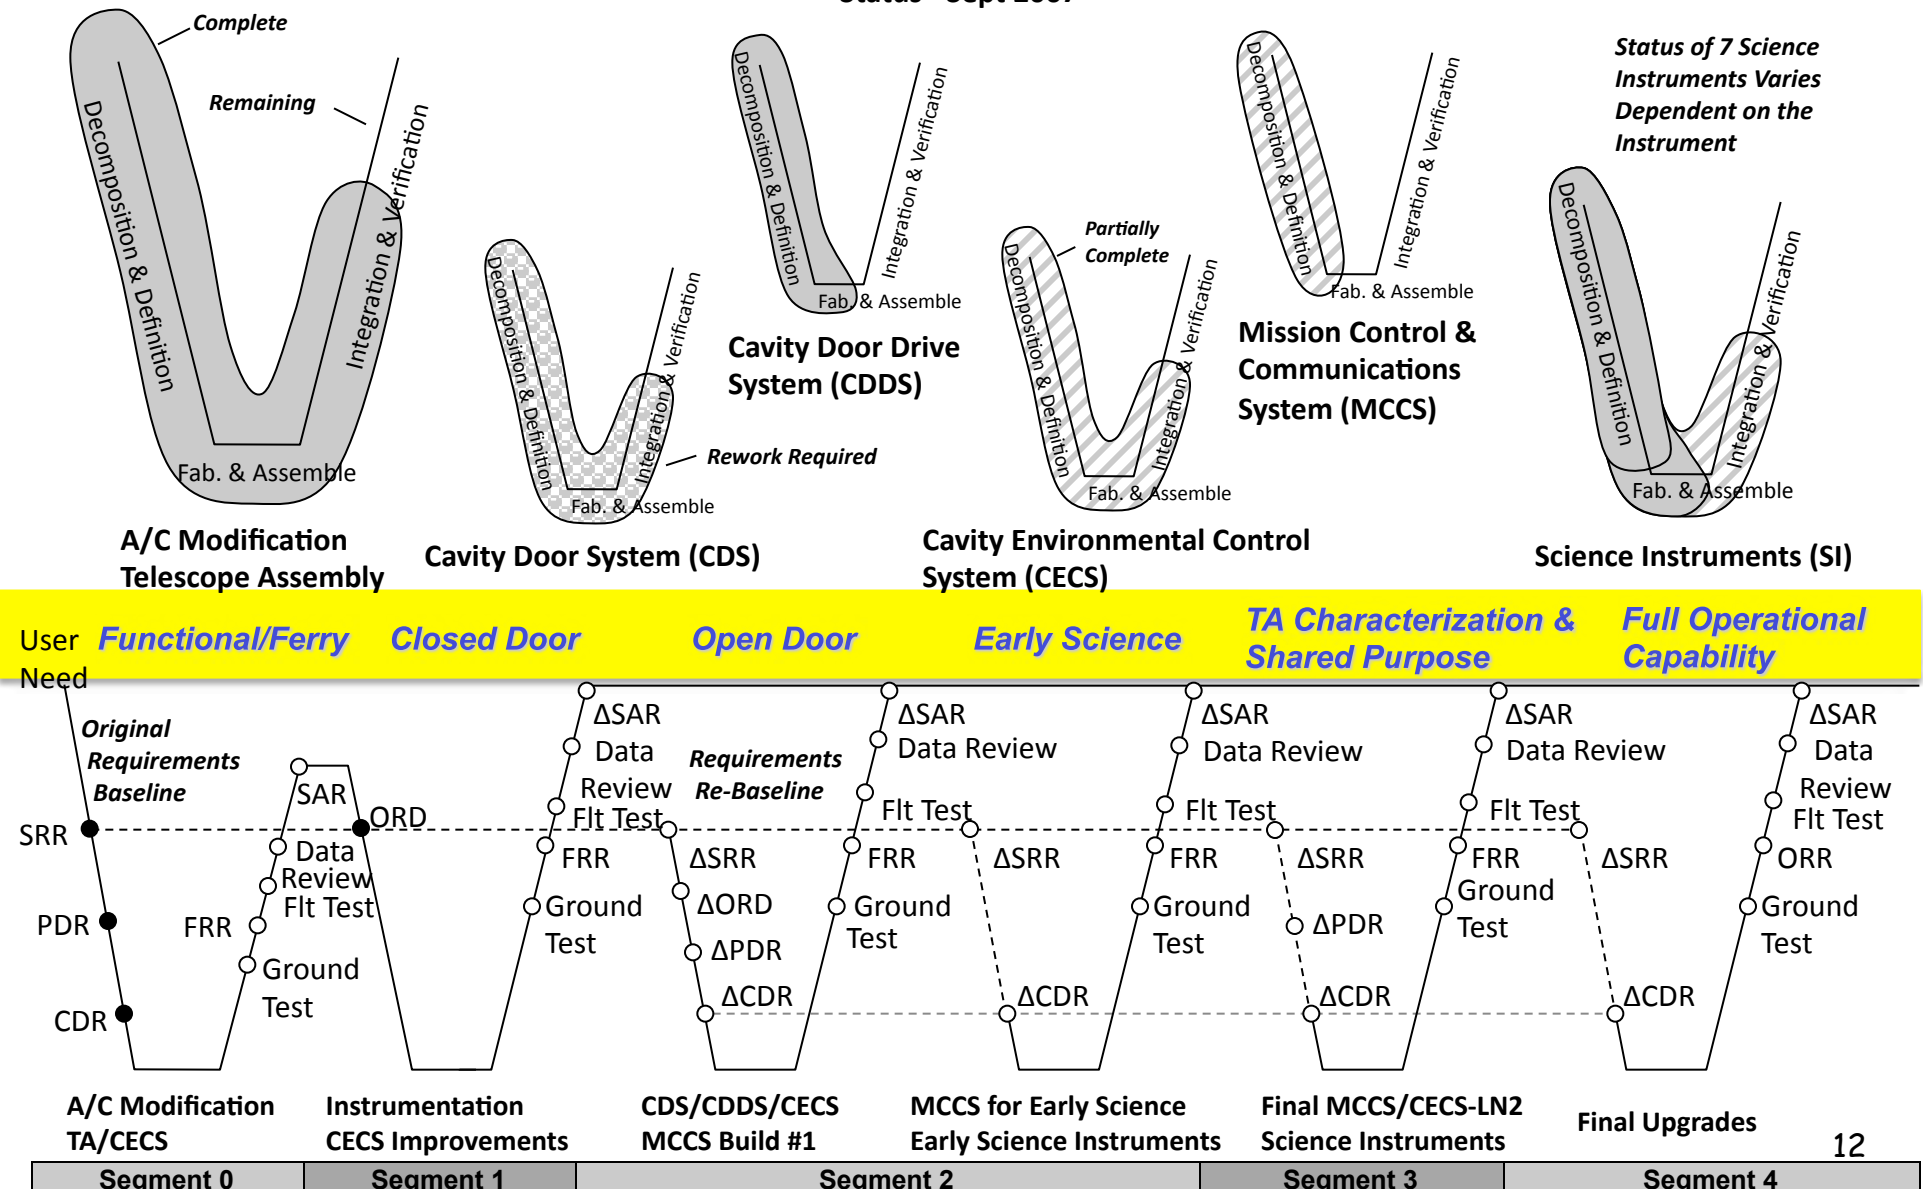 Complete
Remaining
Decomposition & Definition
Integration & Verification
Fab. & Assemble
A/C Modification
Telescope Assembly
Decomposition & Definition
Integration & Verification
Fab. & Assemble
Rework Required
Cavity Door System (CDS)
Decomposition & Definition
Integration & Verification
Fab. & Assemble
Cavity Door Drive
System (CDDS)
Partially
Complete
Decomposition & Definition
Integration & Verification
Fab. & Assemble
Cavity Environmental Control
System (CECS)
Decomposition & Definition
Integration & Verification
Fab. & Assemble
Mission Control &
Communications
System (MCCS)
Status of 7 Science
Instruments Varies
Dependent on the
Instrument
Decomposition & Definition
Integration & Verification
Fab. & Assemble
Science Instruments (SI)
User
Need
Functional/Ferry
Closed Door
Open Door
Early Science
TA Characterization &
Shared Purpose
Full Operational
Capability
Original
Requirements
Baseline
SRR
PDR
CDR
SAR
Data
Review
Flt Test
FRR
Ground
Test
ORD
ΔSAR
Data
Review
Flt Test
FRR
Ground
Test
Requirements
Re-Baseline
ΔSRR
ΔORD
ΔPDR
ΔCDR
ΔSAR
Data Review
Flt Test
FRR
Ground
Test
ΔSRR
ΔCDR
ΔSAR
Data Review
Flt Test
FRR
Ground
Test
ΔSRR
ΔPDR
ΔCDR
ΔSAR
Data Review
Flt Test
FRR
Ground
Test
ΔSRR
ΔCDR
ΔSAR
Data
Review
Flt Test
ORR
Ground
Test
A/C Modification
TA/CECS
Instrumentation
CECS Improvements
CDS/CDDS/CECS
MCCS Build #1
MCCS for Early Science
Early Science Instruments
Final MCCS/CECS-LN2
Science Instruments
Final Upgrades
12
Segment 0
Segment 1
Segment 2
Segment 3
Segment 4